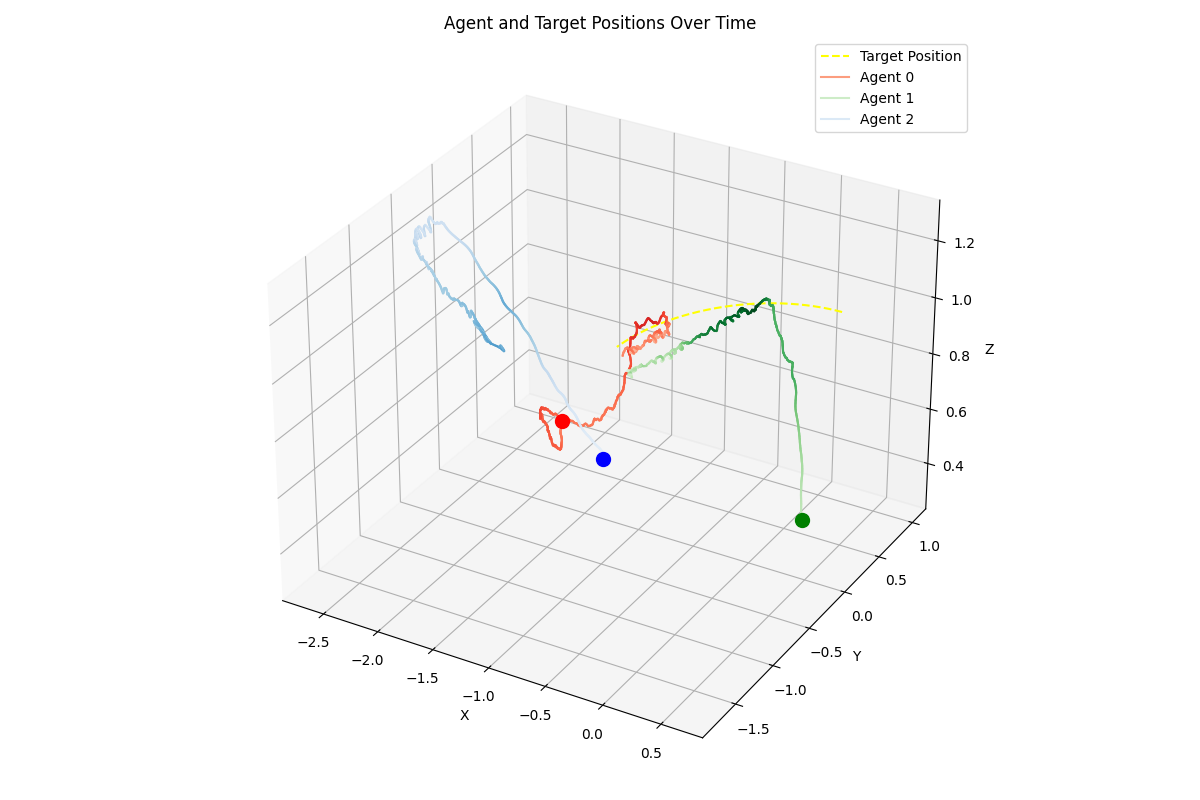 Agent and Target Positions Over Time
Target Position
Agent 0
Agent 1
Agent 2
1.2
1.0
Z
0.8
0.6
0.4
1.0
0.5
0.0
−0.5
Y
−1.0
−1.5
−2.5
−2.0
−1.5
−1.0
X
−0.5
0.0
0.5